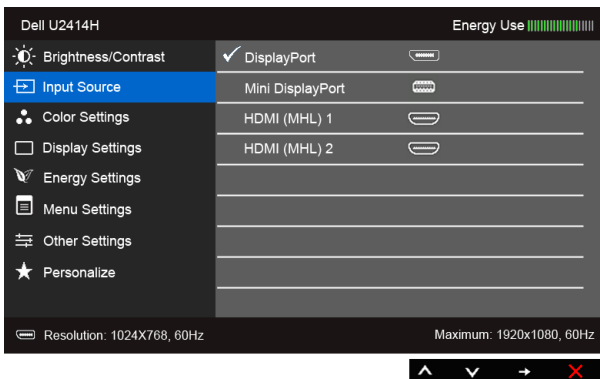 Dell U2414H Energy Use
Brightness/Contrast DisplayPort
Input Source Mini DisplayPort
Color Settings HDMI (MHL) 1
Display Settings HDMI (MHL) 2
Energy Settings
Menu Settings
Other Settings
Personalize
Resolution: 1024X768, 60Hz Maximum: 1920x1080, 60Hz